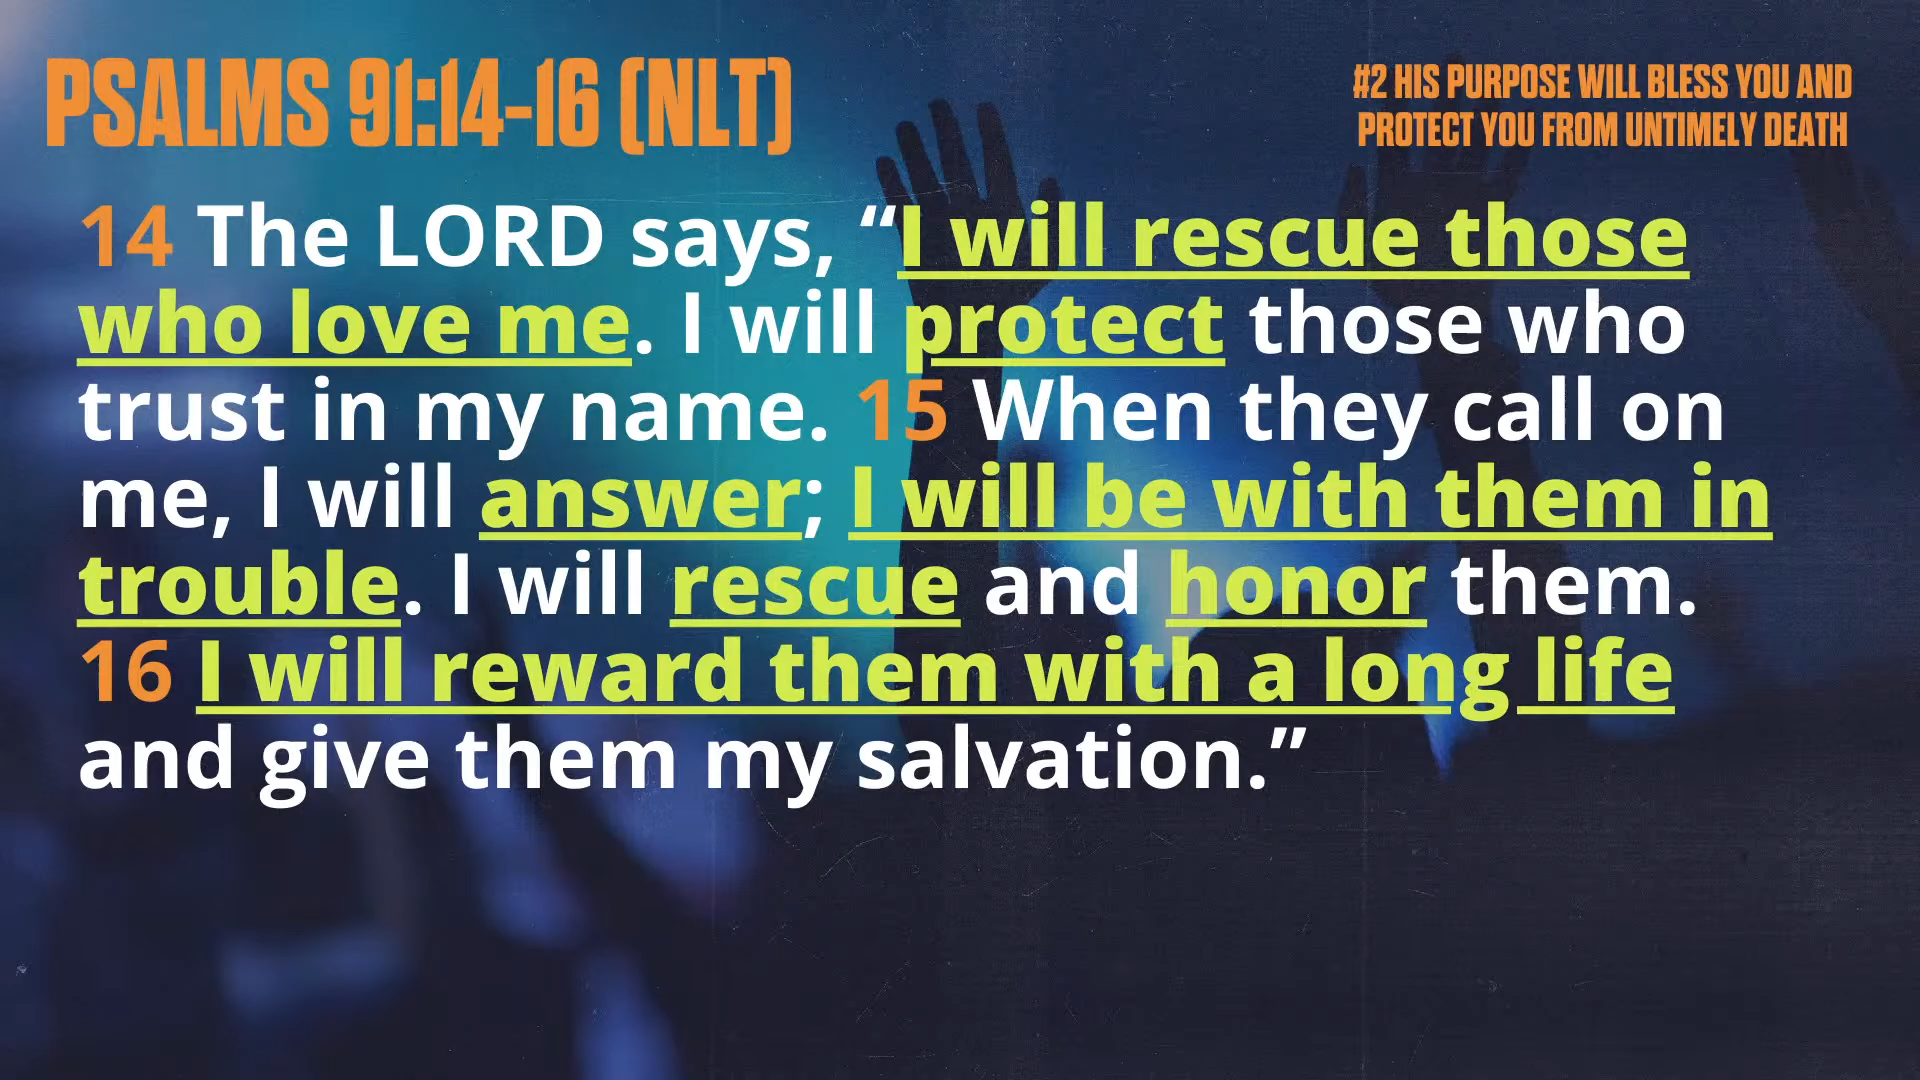 PSALMS 91:14-16 (NLT)
#2 HIS PURPOSE WILL BLESS YOU AND
PROTECT YOU FROM UNTIMELY DEATH
14 The LORD says, “I will rescue those
who love me. I will protect those who
trust in my name. 15 When they call on
me, I will answer; I will be with them in
trouble. I will rescue and honor them.
16 I will reward them with a long life
and give them my salvation.”